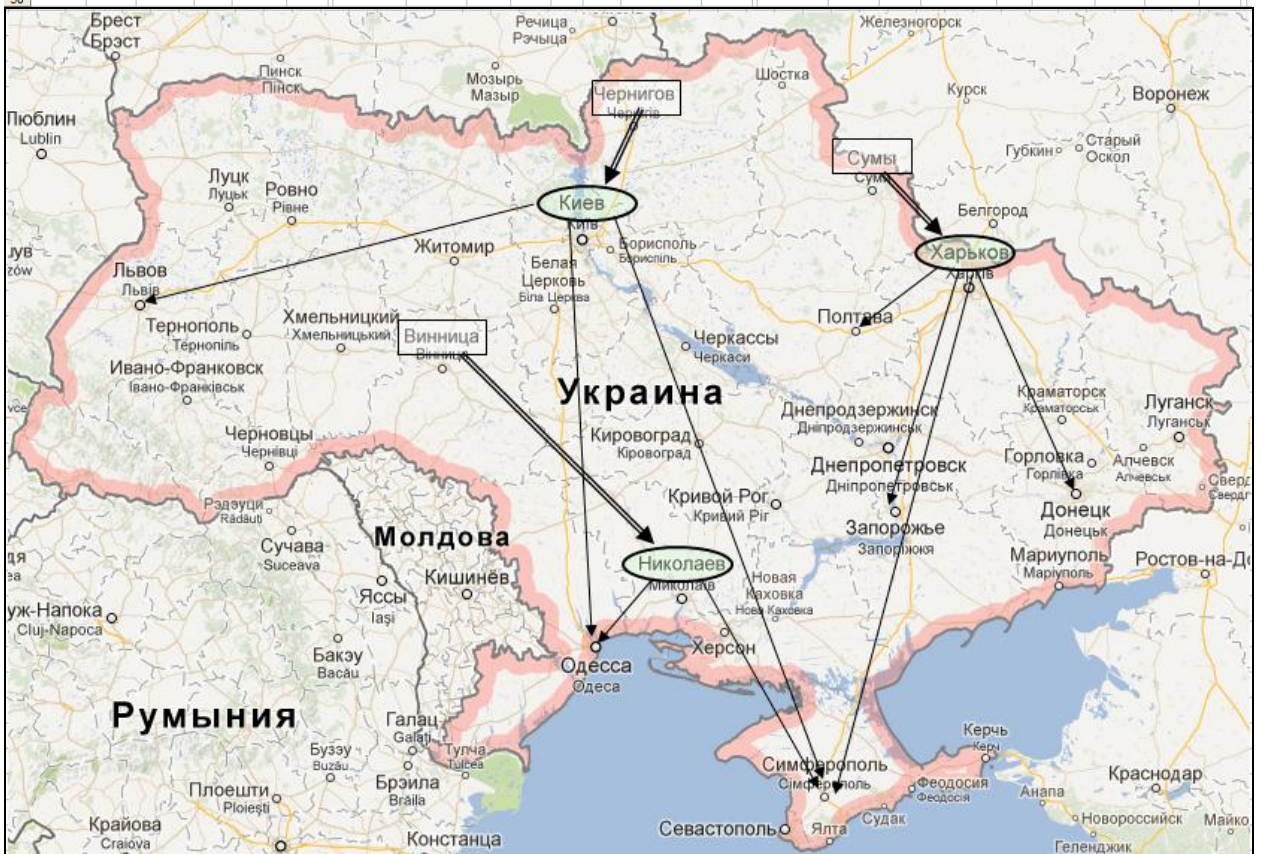 Брест
Брэст
Речица
Рэчыца
Железногорск
Пинск
Пінск
Мозырь
Мазыр
Чернигов
Шостка
Курск
Воронеж
Люблин
Lublin
Сумы
Губкин
Старый
Оскол
Луцк
Луцьк
Ровно
Рівне
Киев
Київ
Белгород
Харьков
Харків
Житомир
Борисполь
Бориспіль
Белая
Церковь
Біла Церква
Львов
Львів
Тернополь
Тернопіль
Хмельницкий
Хмельницький
Винница
Полтава
Черкассы
Черкаси
Ивано-Франковск
Івано-Франківськ
Украина
Краматорск
Краматорськ
Луганск
Луганськ
Днепродзержинск
Дніпродзержинськ
Черновцы
Чернівці
Кировоград
Кіровоград
Днепропетровск
Дніпропетровськ
Горловка
Горлівка
Алчевск
Алчевськ
Рэдэуци
Rădăuți
Кривой Рог
Кривий Ріг
Запорожье
Запоріжжя
Донецк
Донецьк
Молдова
Сучава
Suceava
Кишинёв
Николаев
Миколаїв
Мариуполь
Маріуполь
Ростов-на-До
Яссы
Iași
Новая
Каховка
Нова Каховка
уж-Напока
Cluj-Napoca
Херсон
Бакэу
Bacău
Одесса
Одеса
Румыния
Галац
Galați
Тулча
Tulcea
Бузэу
Buzău
Брэила
Brăila
Керчь
Керч
Симферополь
Сімферополь
Феодосия
Феодосія
Плоешти
Ploiești
Краснодар
Анапа
Новороссийск
Майко
Крайова
Craiova
Констанца
Севастополь
Ялта
Судак
Геленджик